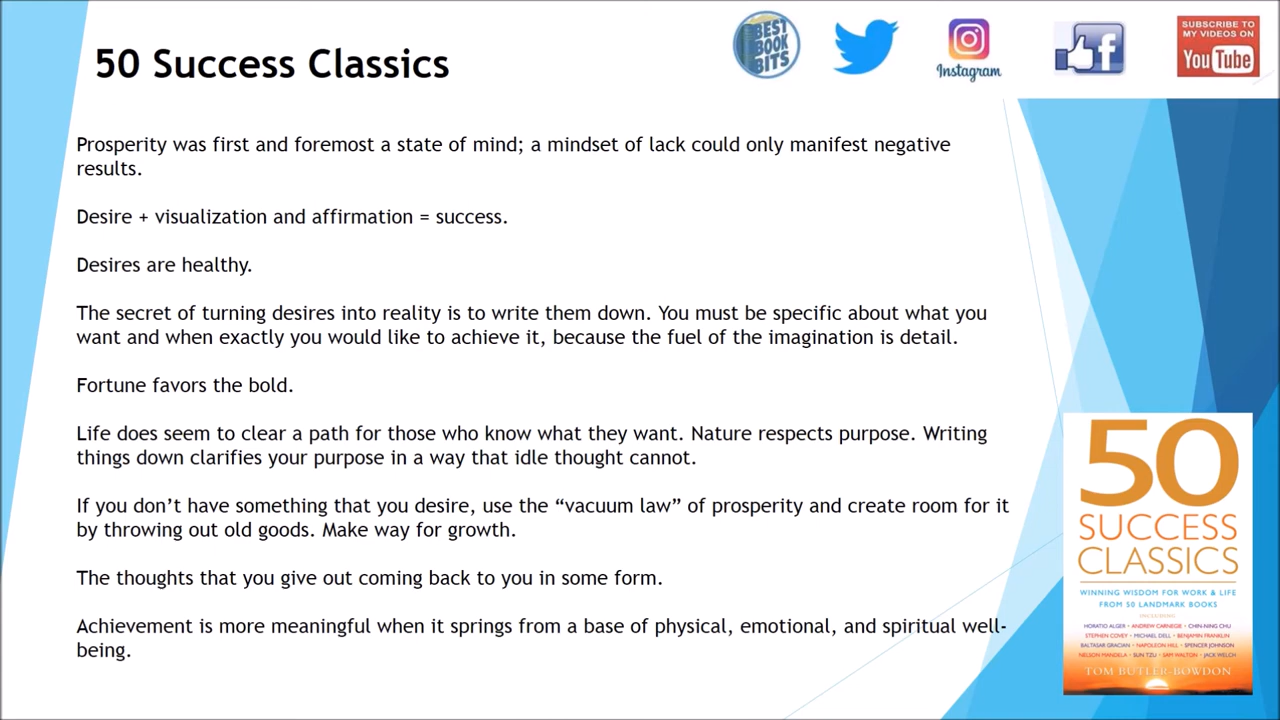 50 Success Classics
BEST
BOOK
BITS
Instagram
f
SUBSCRIBE TO
MY VIDEOS ON
YouTube
Prosperity was first and foremost a state of mind; a mindset of lack could only manifest negative
results.
Desire + visualization and affirmation = success.
Desires are healthy.
The secret of turning desires into reality is to write them down. You must be specific about what you
want and when exactly you would like to achieve it, because the fuel of the imagination is detail.
Fortune favors the bold.
Life does seem to clear a path for those who know what they want. Nature respects purpose. Writing
things down clarifies your purpose in a way that idle thought cannot.
If you don’t have something that you desire, use the “vacuum law” of prosperity and create room for it
by throwing out old goods. Make way for growth.
The thoughts that you give out coming back to you in some form.
Achievement is more meaningful when it springs from a base of physical, emotional, and spiritual well-
being.
50
SUCCESS
CLASSICS
WINNING WISDOM FOR WORK & LIFE
FROM 50 LANDMARK BOOKS
INCLUDING
HORATIO ALGER • ANDREW CARNEGIE • CHIN-NING CHU
STEPHEN COVEY • MICHAEL DELL • BENJAMIN FRANKLIN
BALTASAR GRACIAN • NAPOLEON HILL • SPENCER JOHNSON
NELSON MANDELA • SUN TZU • SAM WALTON • JACK WELCH
TOM BUTLER-BOWDON